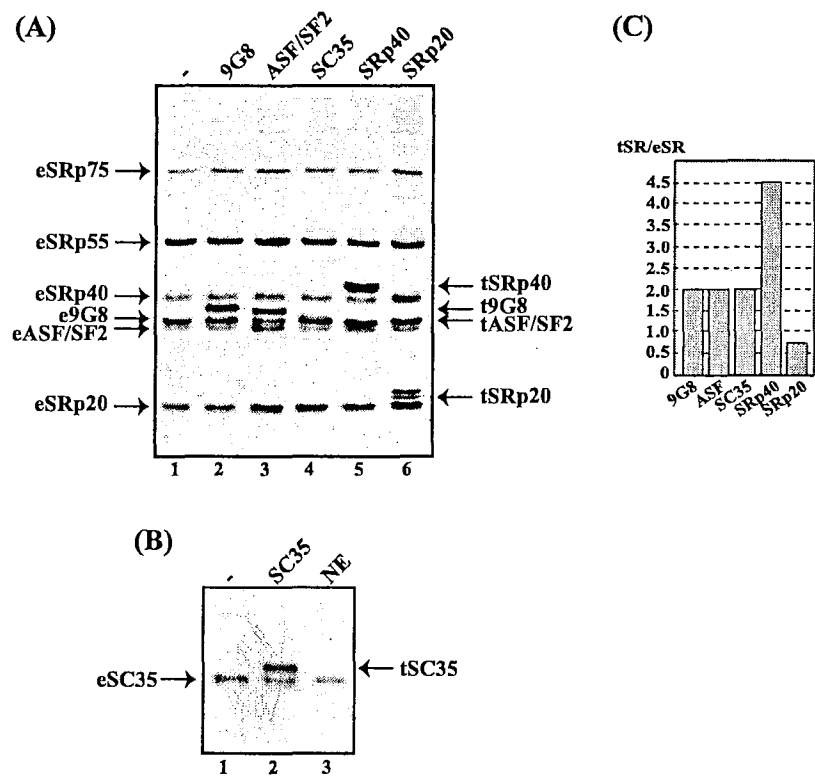 (A)
- 9G8 ASF/SF2 SC35 SRp40 SRp20
eSRp75
eSRp55
eSRp40
e9G8
eASF/SF2
eSRp20
tSRp40
t9G8
tASF/SF2
tSRp20
1 2 3 4 5 6
(B)
- SC35 NE
eSC35
tSC35
1 2 3
(C)
tSR/eSR
4.5
4.0
3.5
3.0
2.5
2.0
1.5
1.0
0.5
0
9G8 ASF SC35 SRp40 SRp20